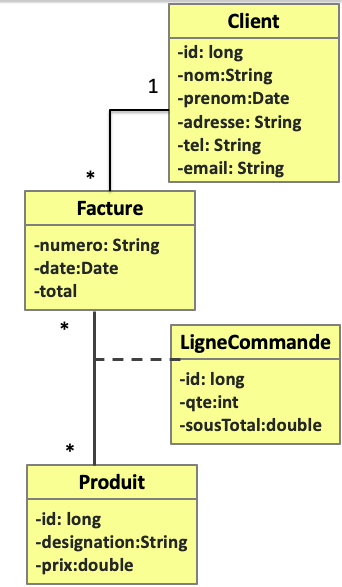 Client
-id: long
-nom:String
-prenom:Date
-adresse: String
-tel: String
-email: String
1
*
Facture
-numero: String
-date:Date
-total
*
LigneCommande
-id: long
-qte:int
-sousTotal:double
*
Produit
-id: long
-designation:String
-prix:double